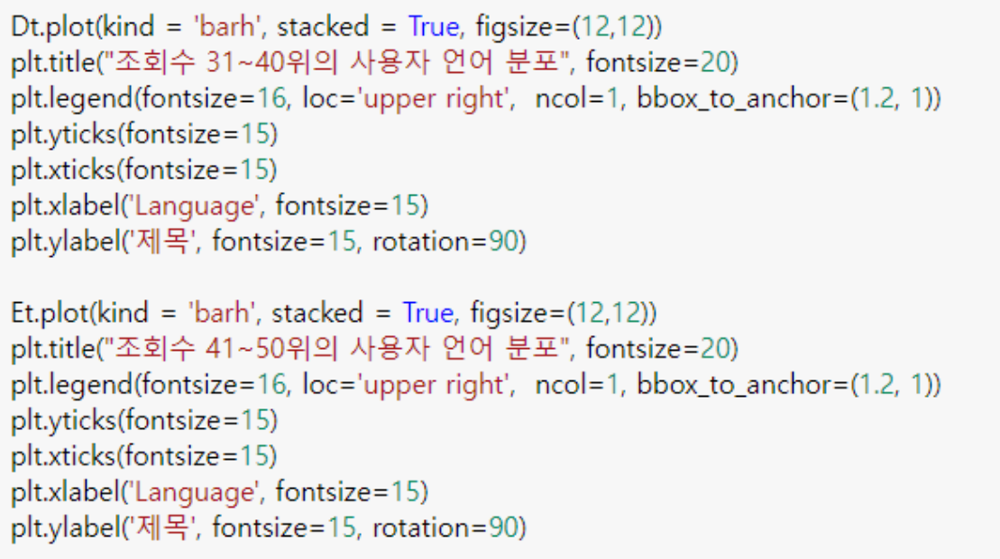 Dt.plot(kind = 'barh', stacked = True, figsize=(12,12))
plt.title("조회수 31~40위의 사용자 언어 분포", fontsize=20)
plt.legend(fontsize=16, loc='upper right',  ncol=1, bbox_to_anchor=(1.2, 1))
plt.yticks(fontsize=15)
plt.xticks(fontsize=15)
plt.xlabel('Language', fontsize=15)
plt.ylabel('제목', fontsize=15, rotation=90)
Et.plot(kind = 'barh', stacked = True, figsize=(12,12))
plt.title("조회수 41~50위의 사용자 언어 분포", fontsize=20)
plt.legend(fontsize=16, loc='upper right',  ncol=1, bbox_to_anchor=(1.2, 1))
plt.yticks(fontsize=15)
plt.xticks(fontsize=15)
plt.xlabel('Language', fontsize=15)
plt.ylabel('제목', fontsize=15, rotation=90)